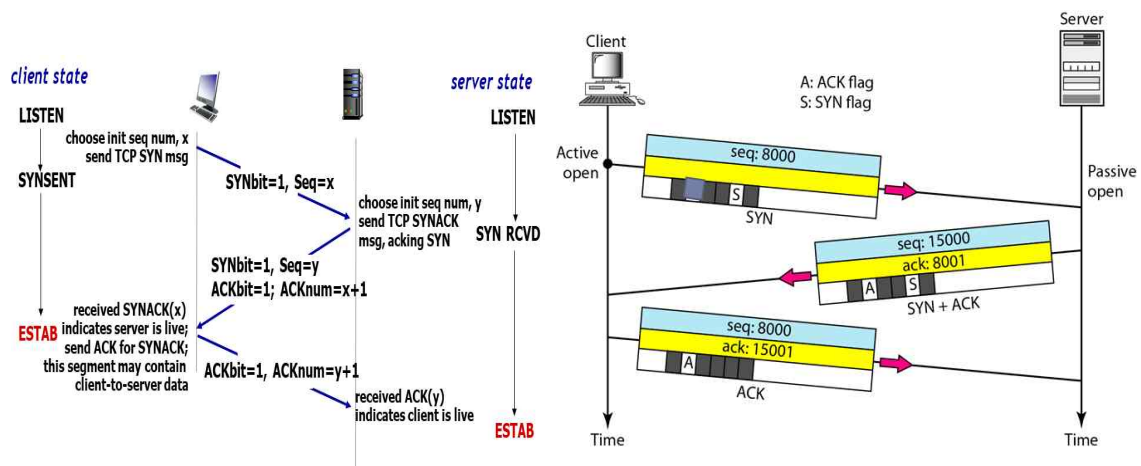 client state
server state
LISTEN
LISTEN
choose init seq num, x
send TCP SYN msg
SYNSENT
SYNbit=1, Seq=x
choose init seq num, y
send TCP SYNACK
msg, acking SYN
SYN RCVD
SYNbit=1, Seq=y
ACKbit=1; ACKnum=x+1
received SYNACK(x)
indicates server is live;
send ACK for SYNACK;
this segment may contain
client-to-server data
ESTAB
ACKbit=1, ACKnum=y+1
received ACK(y)
indicates client is live
ESTAB
Client
Server
A: ACK flag
S: SYN flag
Active
open
seq: 8000
S
SYN
Passive
open
seq: 15000
ack: 8001
A S
SYN + ACK
seq: 8000
ack: 15001
A
ACK
Time
Time